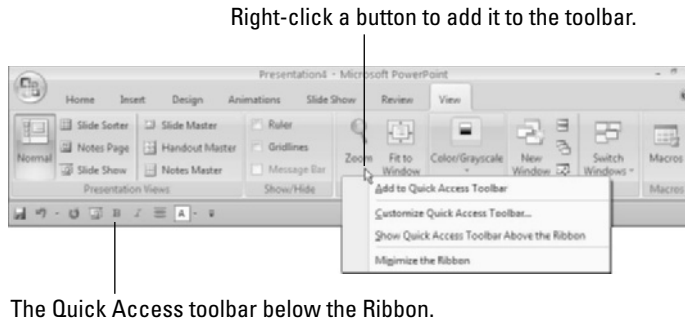 Right-click a button to add it to the toolbar.
Presentation4 - Microsoft PowerPoint
Home Insert Design Animations Slide Show Review View
Normal
Slide Sorter
Notes Page
Slide Show
Slide Master
Handout Master
Notes Master
Presentation Views
Ruler
Gridlines
Message Bar
Show/Hide
Zoom
Fit to
Window
Color/Grayscale
New
Window
Switch
Windows
Macros
Macros
Add to Quick Access Toolbar
Customize Quick Access Toolbar...
Show Quick Access Toolbar Above the Ribbon
Minimize the Ribbon
B I A
The Quick Access toolbar below the Ribbon.